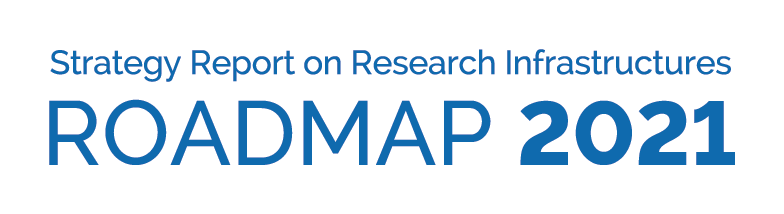 Strategy Report on Research Infrastructures
ROADMAP 2021